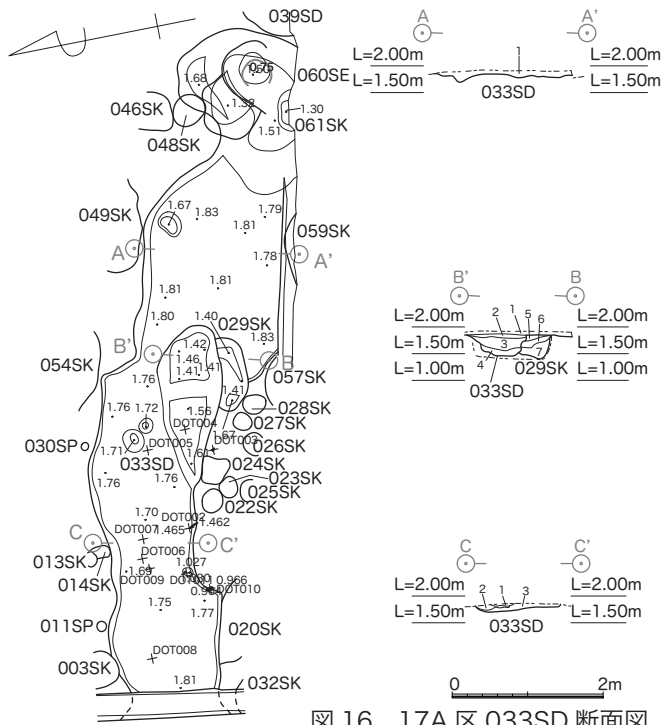 039SD
060SE
1.68
1.32
1.30
1.51
046SK
048SK
061SK
049SK
1.67
1.83
1.79
1.81
059SK
A
1.78
A'
1.81
1.81
1.80
1.40
029SK
B'
1.42
1.83
B
1.46
1.41
1.41
054SK
1.76
057SK
1.41
1.76
1.72
1.56
028SK
DOT004
027SK
030SP
1.71
DOT005
1.67
DOT003
026SK
033SD
1.61
024SK
1.76
1.76
023SK
025SK
022SK
1.70
DOT002
1.462
C
DOT007
1.465
C'
DOT006
013SK
1.027
014SK
1.69
DOT009
0.966
DOT010
1.75
1.77
011SP
020SK
DOT008
003SK
1.81
032SK
A
A'
L=2.00m
1
L=2.00m
L=1.50m
L=1.50m
033SD
B'
B
L=2.00m
2
1
5
6
L=2.00m
L=1.50m
3
L=1.50m
4
7
L=1.00m
029SK
L=1.00m
033SD
C
C'
L=2.00m
2
1
3
L=2.00m
L=1.50m
L=1.50m
033SD
0
2m
図16 17A区 033SD 断面図